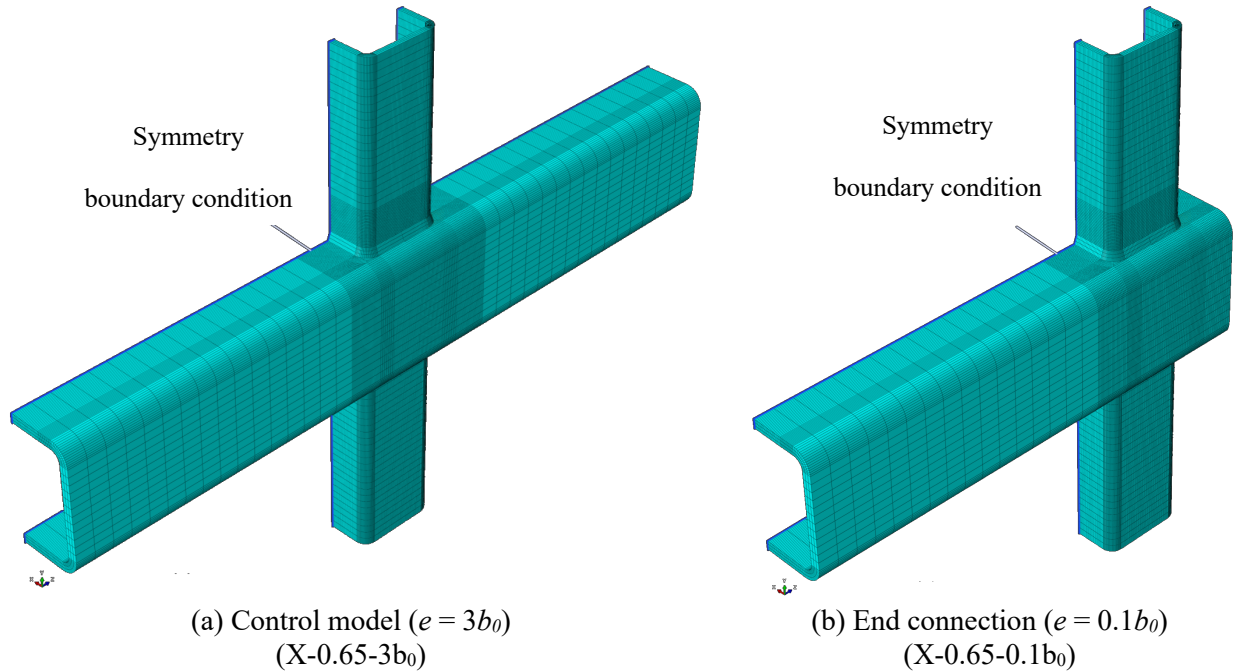 Symmetry
boundary condition
Symmetry
boundary condition
(a) Control model (e = 3b₀)
(X-0.65-3b₀)
(b) End connection (e = 0.1b₀)
(X-0.65-0.1b₀)